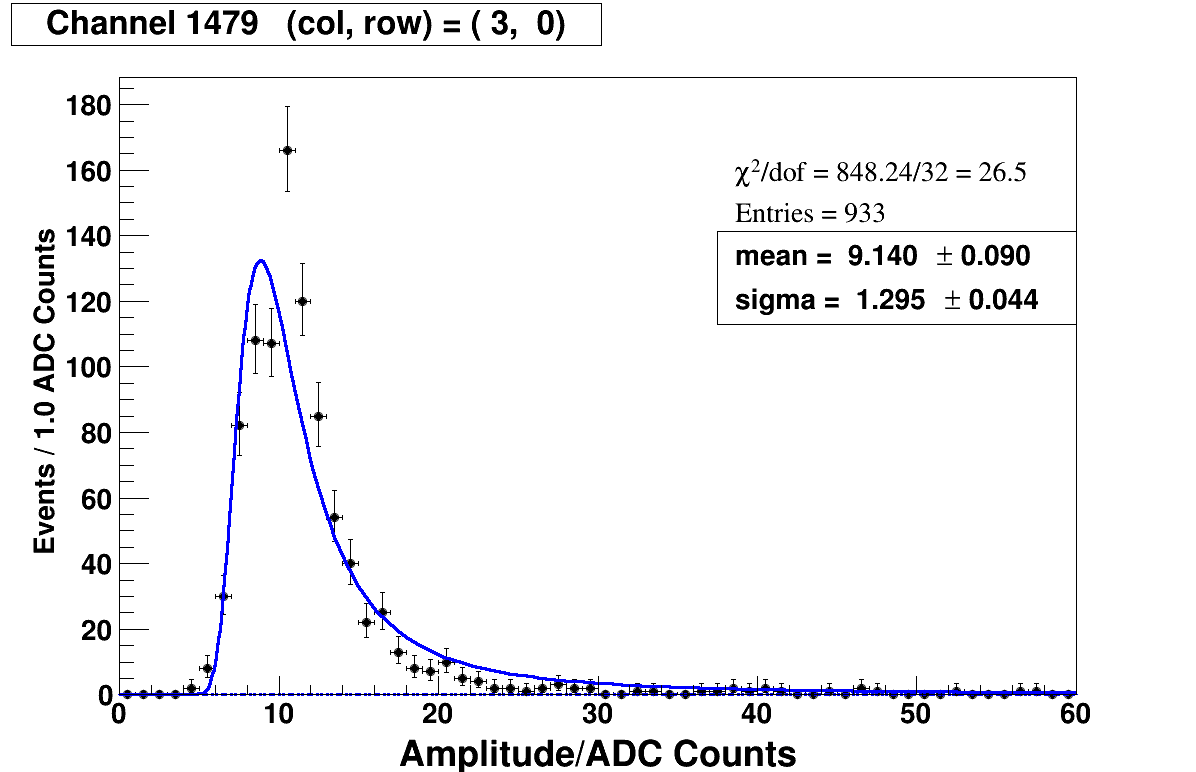 Channel 1479 (col, row) = ( 3, 0)
χ²/dof = 848.24/32 = 26.5
Entries = 933
mean = 9.140 ± 0.090
sigma = 1.295 ± 0.044
Events / 1.0 ADC Counts
180
160
140
120
100
80
60
40
20
0
0 10 20 30 40 50 60
Amplitude/ADC Counts